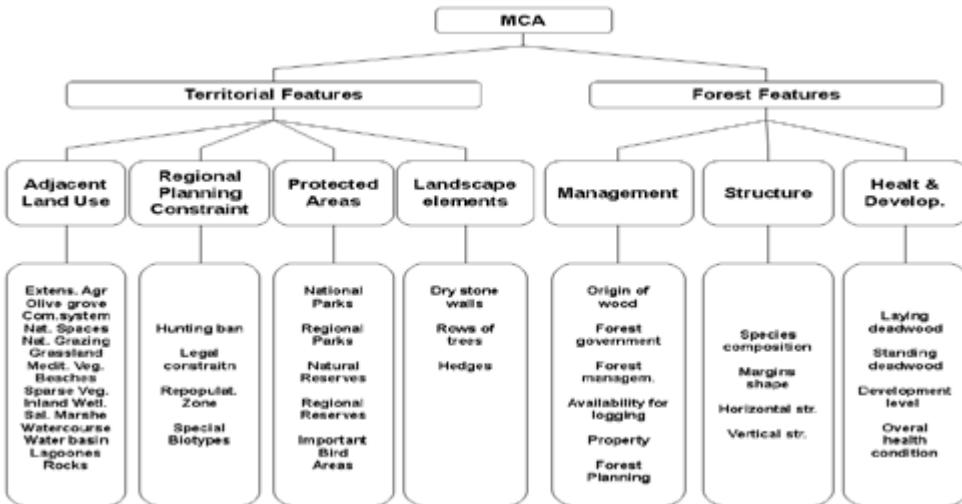 MCA
Territorial Features
Forest Features
Adjacent
Land Use
Regional
Planning
Constraint
Protected
Areas
Landscape
elements
Management
Structure
Healt &
Develop.
Extens. Agr
Olive grove
Com.system
Nat. Spaces
Nat. Grazing
Grassland
Medit. Veg.
Beaches
Sparse Veg.
Inland Wetl.
Sal. Marshe
Watercourse
Water basin
Lagoones
Rocks
Hunting ban
Legal
constraitn
Repopulat.
Zone
Special
Biotypes
National
Parks
Regional
Parks
Natural
Reserves
Regional
Reserves
Important
Bird
Areas
Dry stone
walls
Rows of
trees
Hedges
Origin of
wood
Forest
government
Forest
managem.
Availability for
logging
Property
Forest
Planning
Species
composition
Margins
shape
Horizontal str.
Vertical str.
Laying
deadwood
Standing
deadwood
Development
level
Overal
health
condition